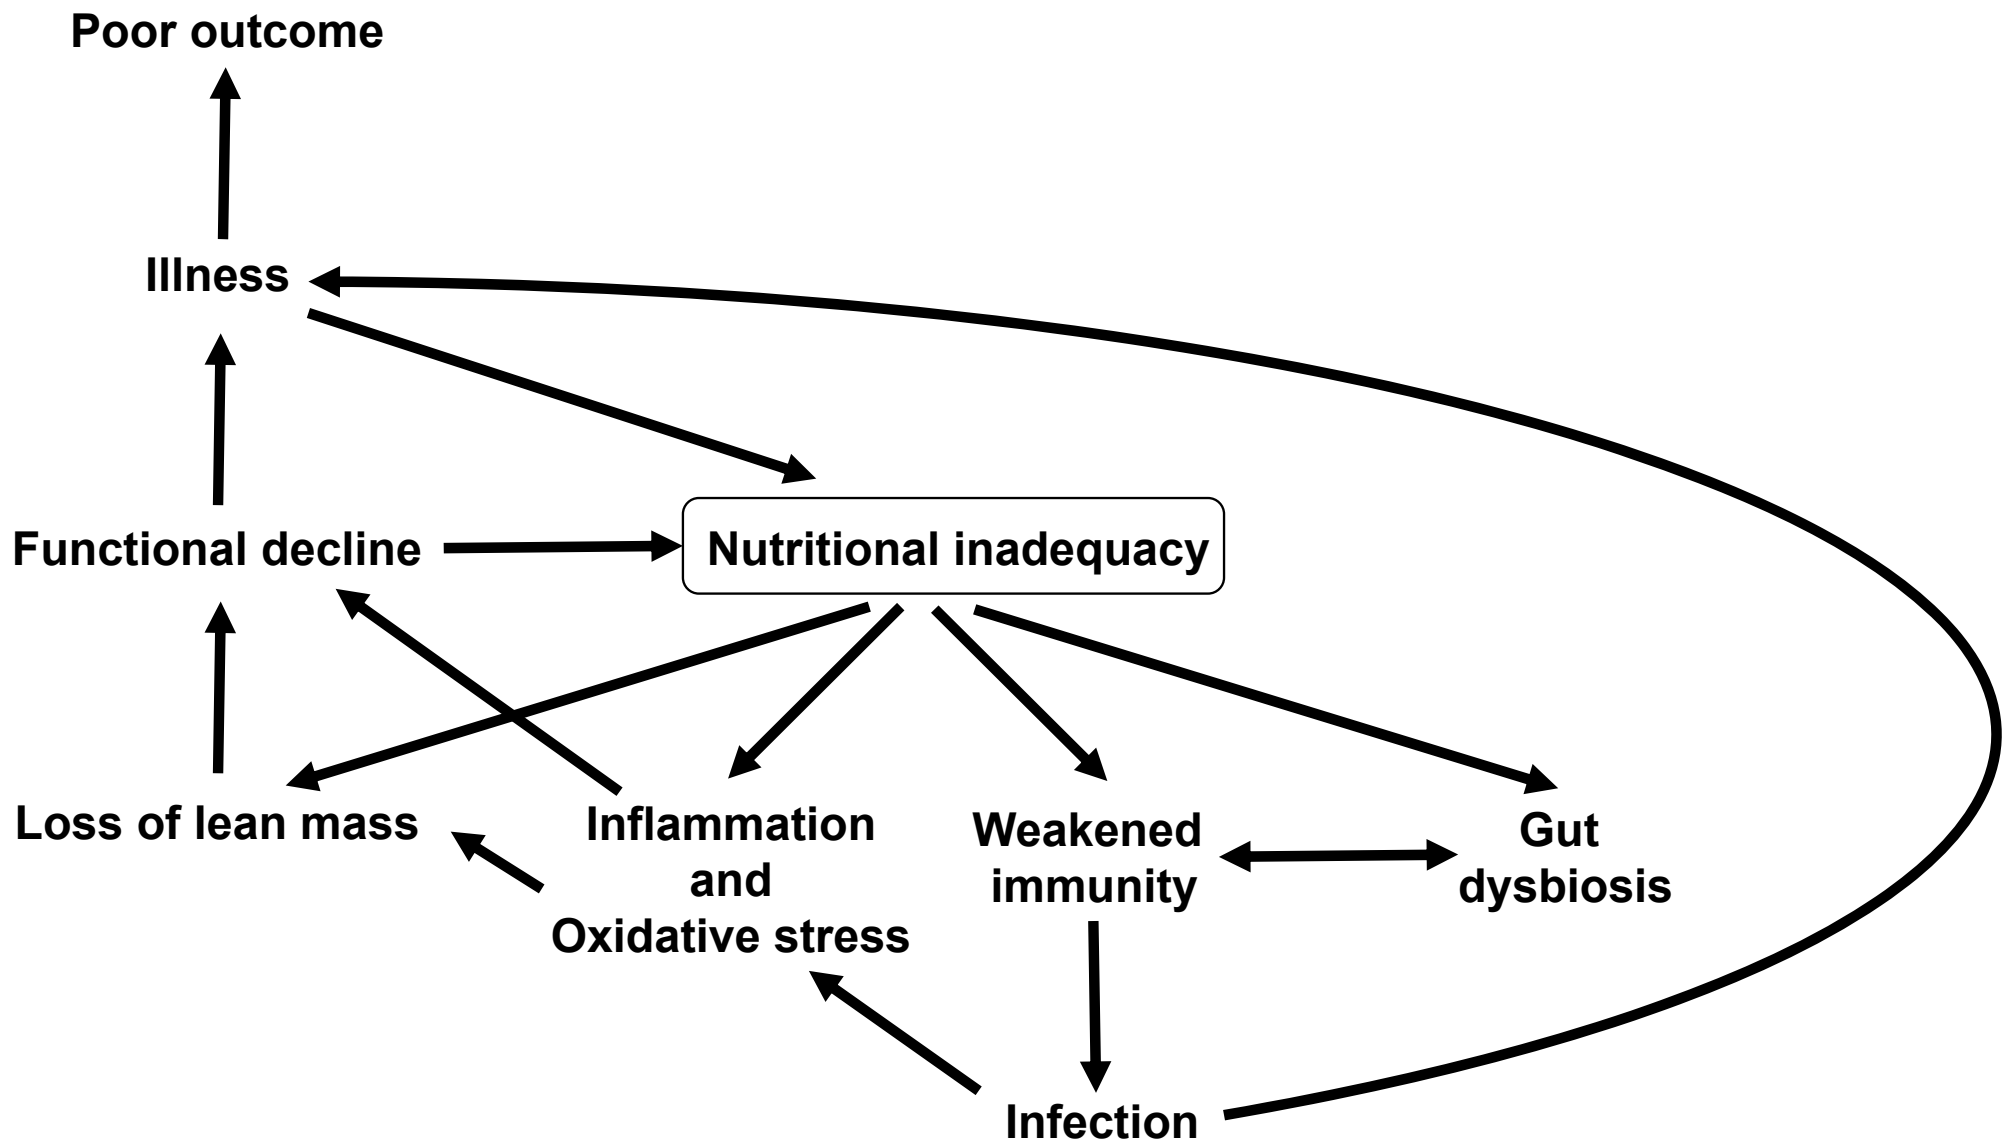 Poor outcome
Illness
Functional decline
Nutritional inadequacy
Loss of lean mass
Inflammation
and
Oxidative stress
Weakened
immunity
Gut
dysbiosis
Infection